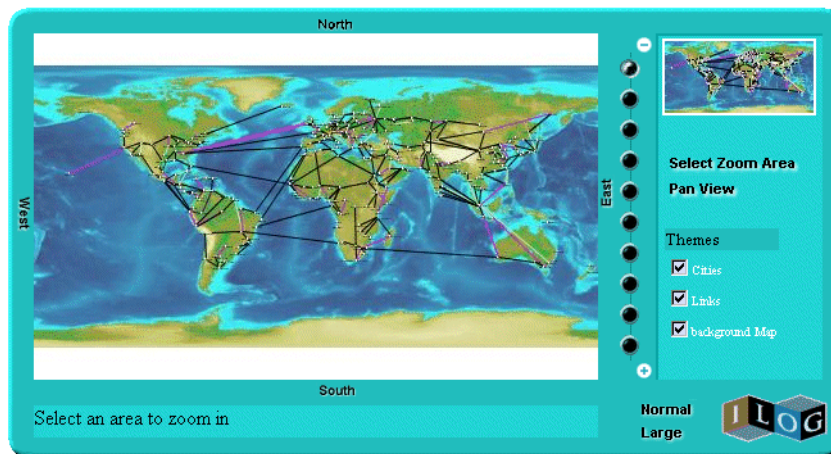 North
West
East
South
Select an area to zoom in
Select Zoom Area
Pan View
Themes
Cities
Links
background Map
Normal
Large
ILOG